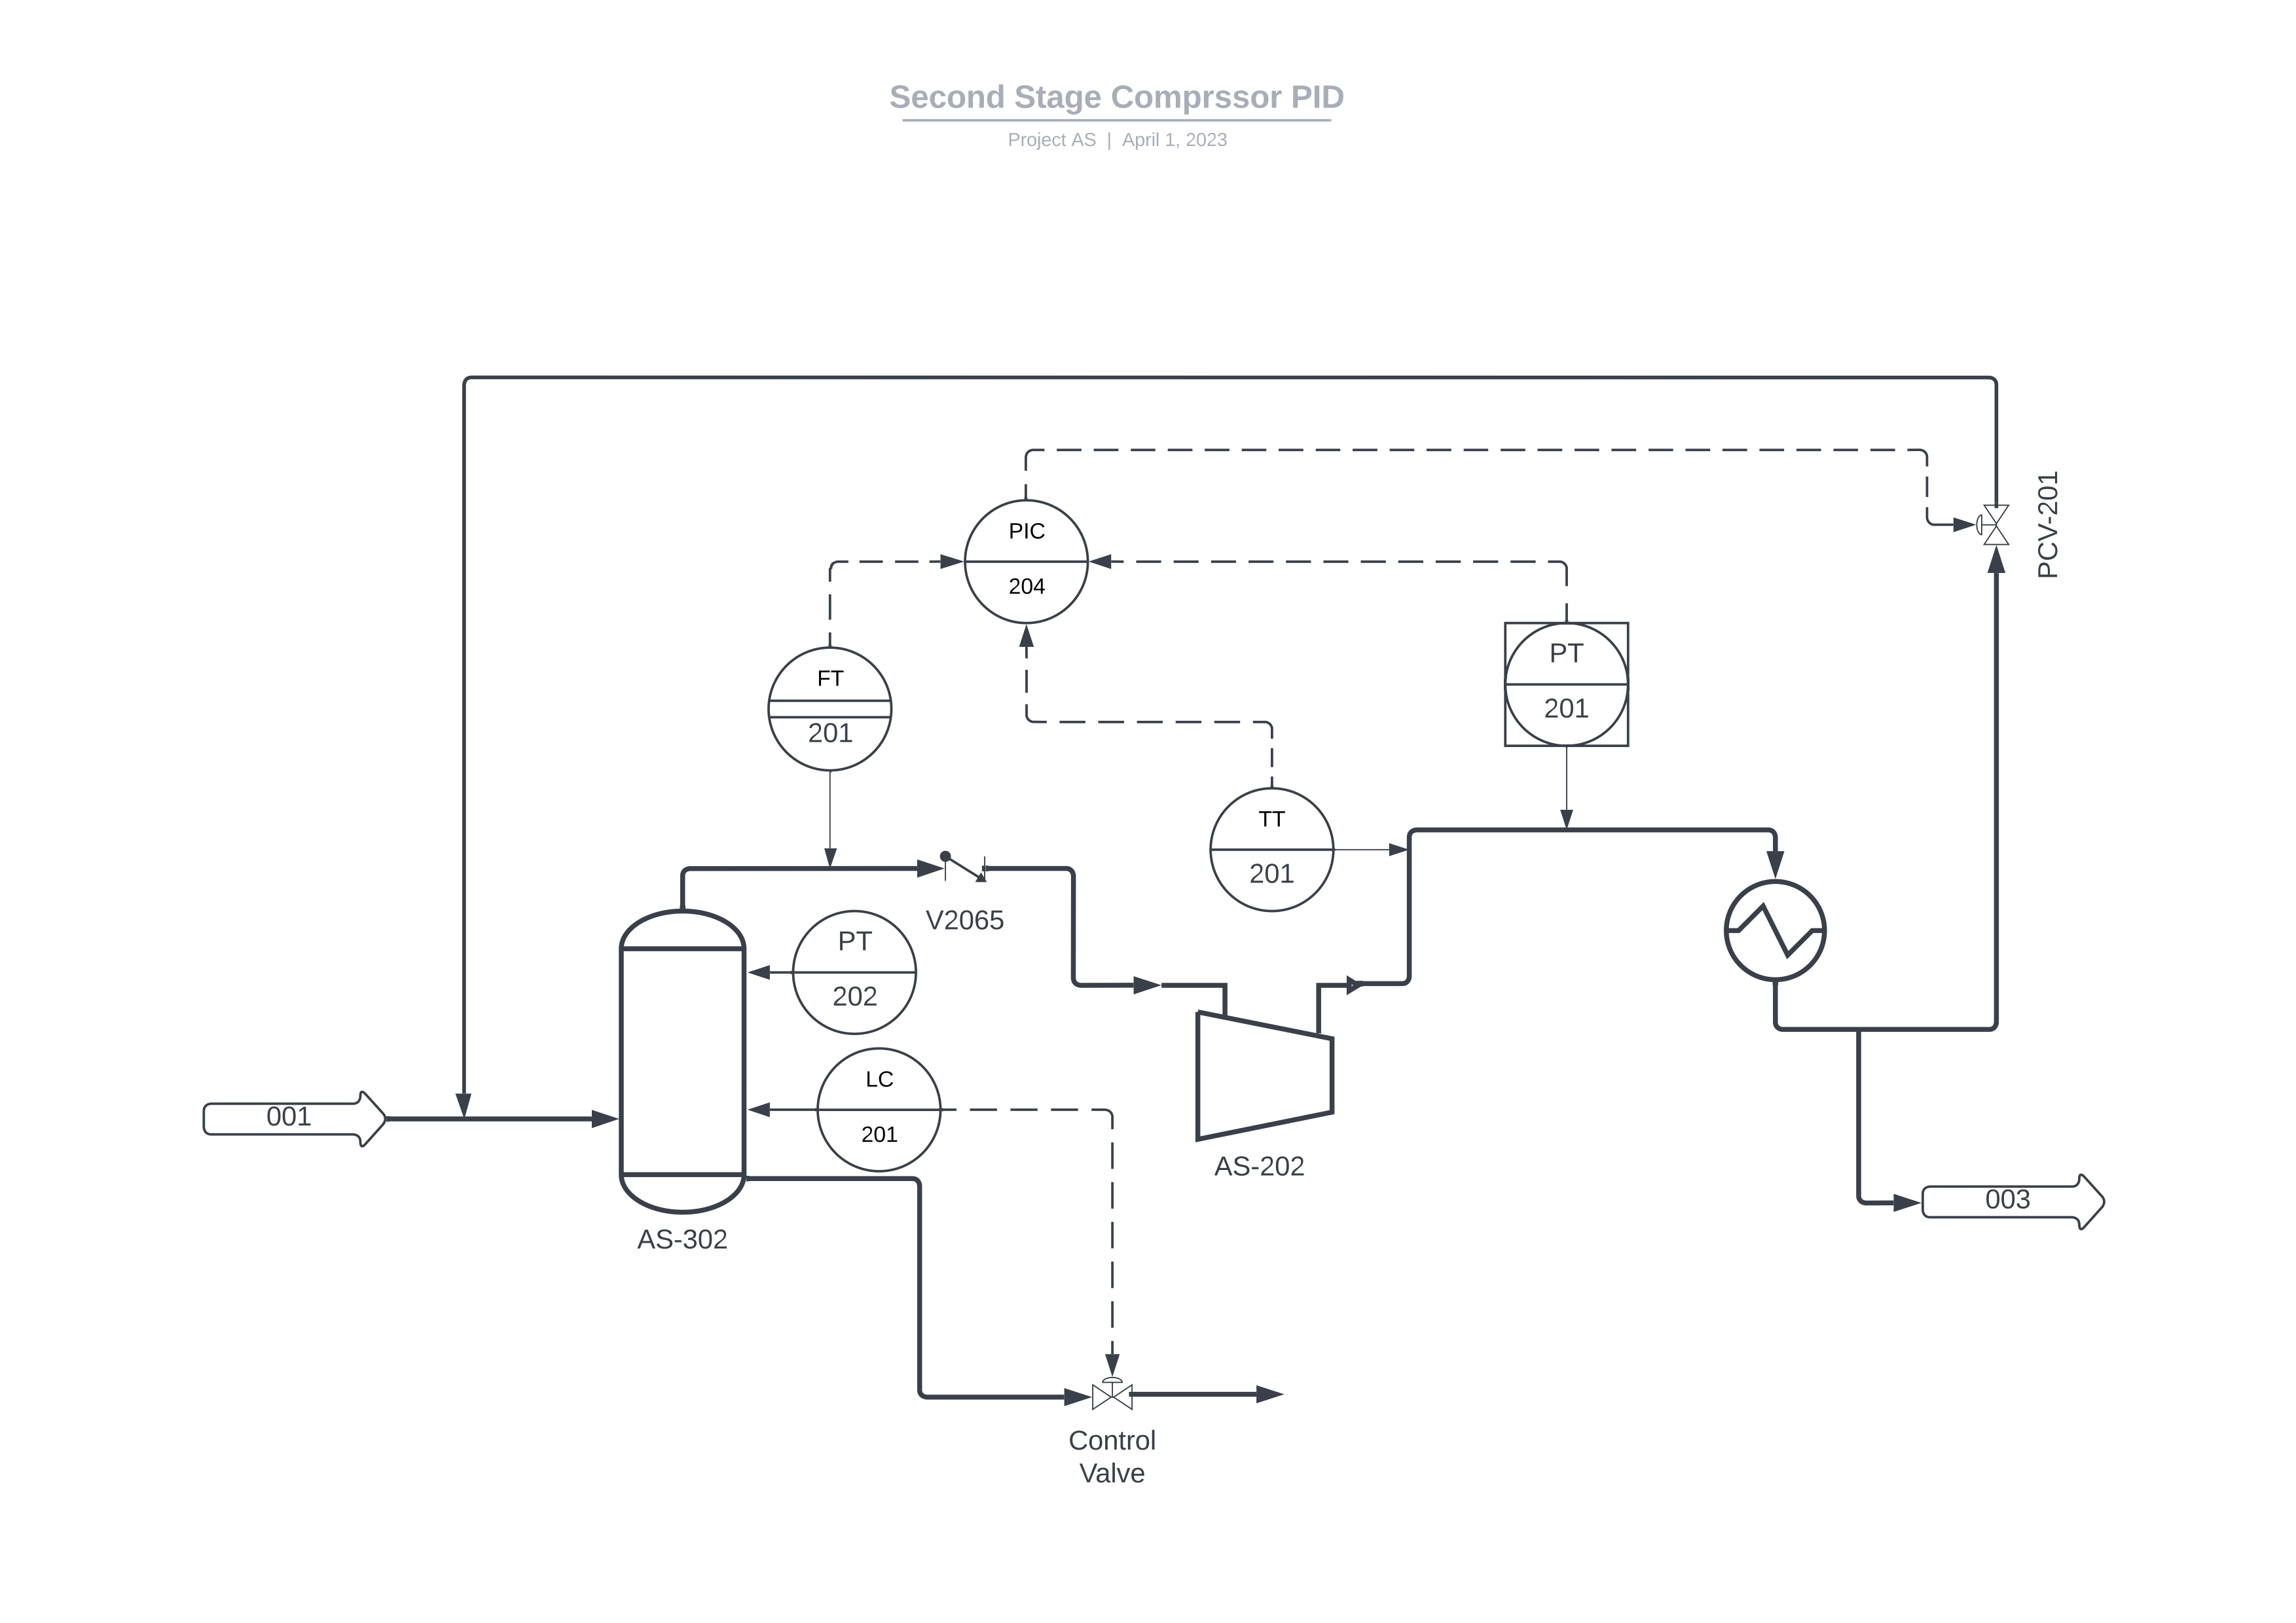 Second Stage Comprssor PID
Project AS | April 1, 2023
PIC
204
PCV-201
FT
201
PT
201
TT
201
V2065
PT
202
LC
201
001
AS-202
003
AS-302
Control
Valve